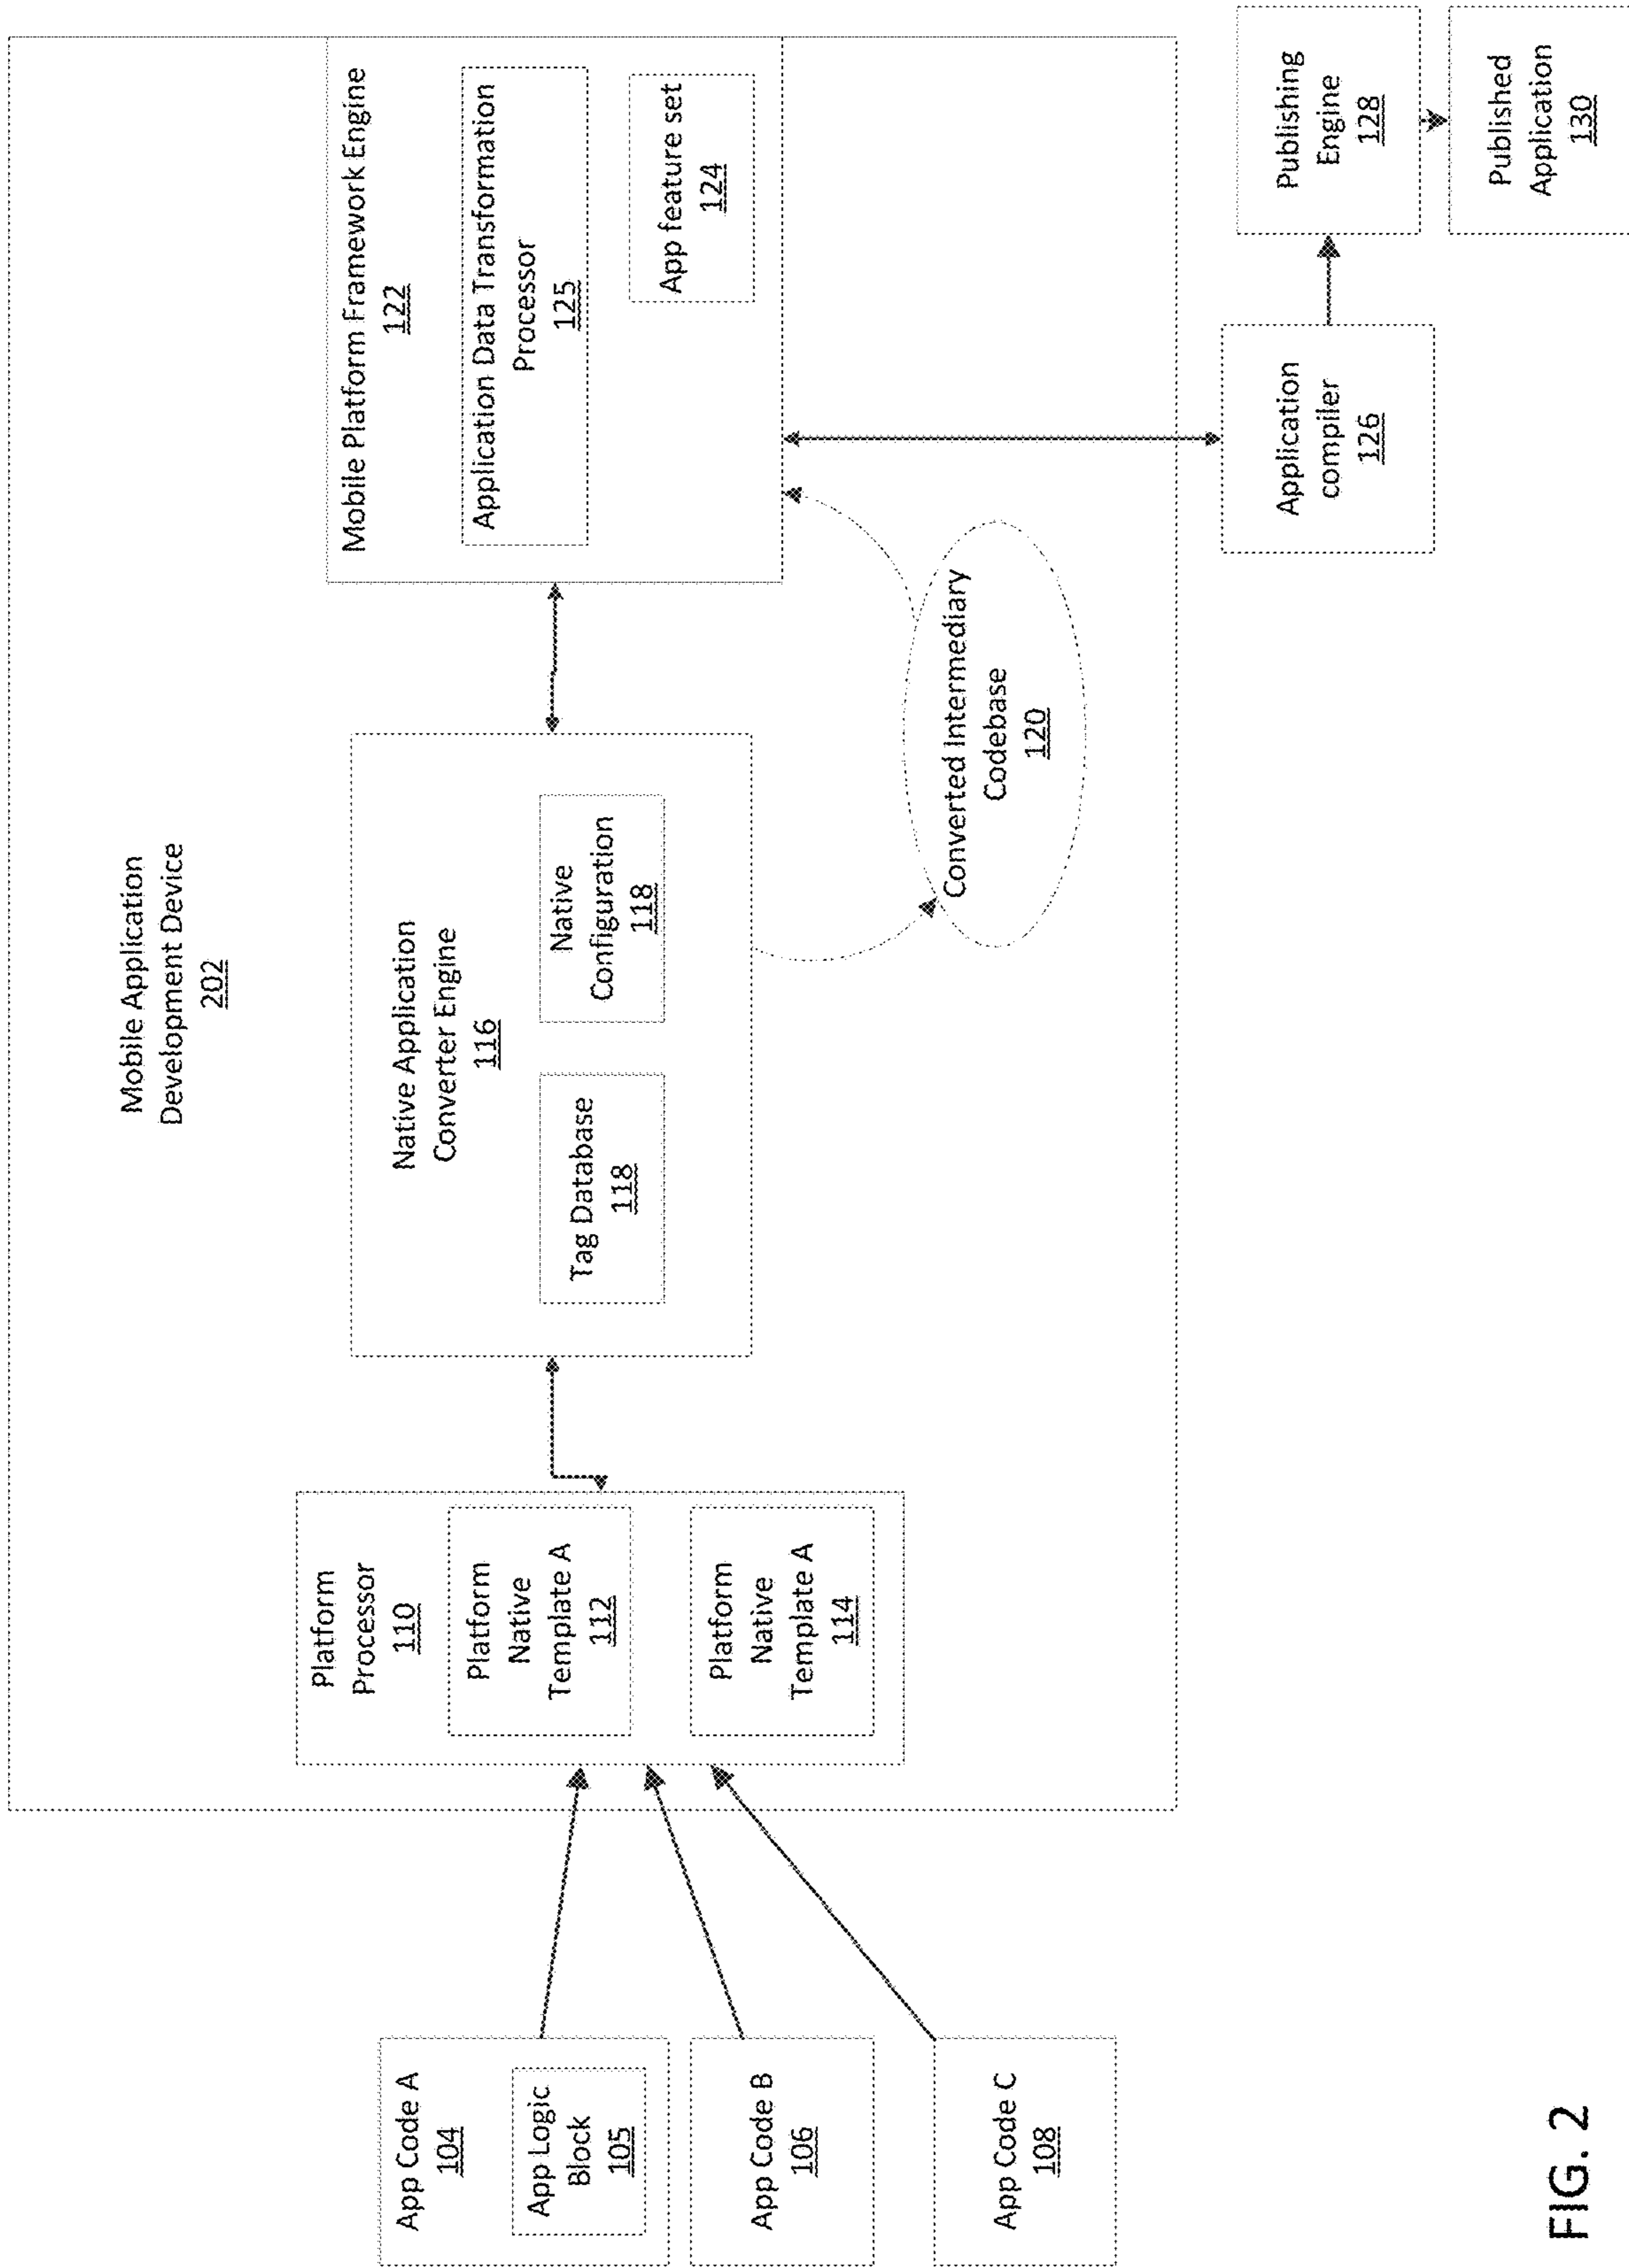 Mobile Application
Development Device
202
App Code A
104
App Logic
Block
105
App Code B
106
App Code C
108
Platform
Processor
110
Platform
Native
Template A
112
Platform
Native
Template A
114
Native Application
Converter Engine
116
Tag Database
118
Native
Configuration
118
Converted Intermediary
Codebase
120
Mobile Platform Framework Engine
122
Application Data Transformation
Processor
125
App feature set
124
Application
compiler
126
Publishing
Engine
128
Published
Application
130
FIG. 2